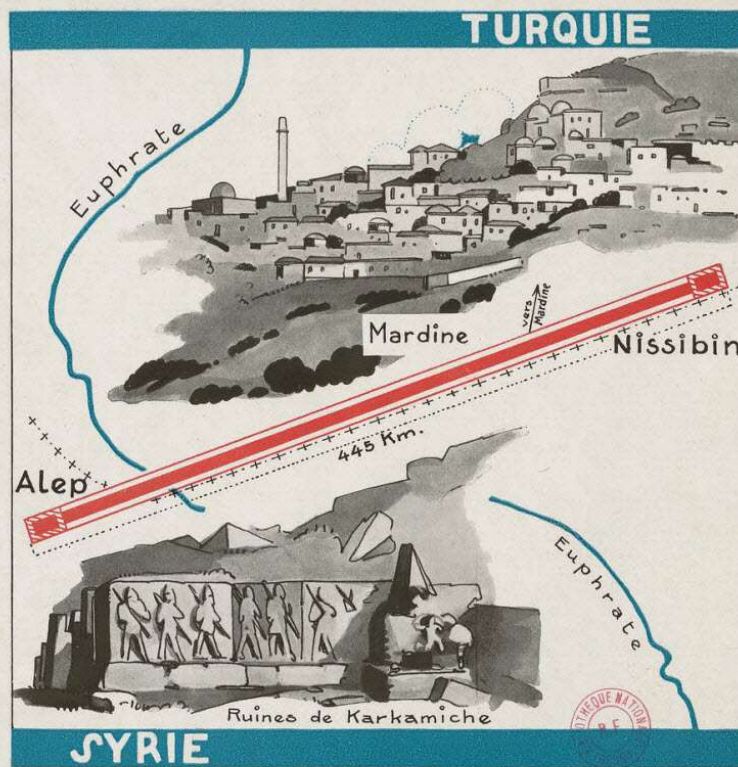 TURQUIE
Euphrate
vers
Mardine
Mardine
Nissibin
445 Km.
Alep
Euphrate
Ruines de Karkamiche
SYRIE